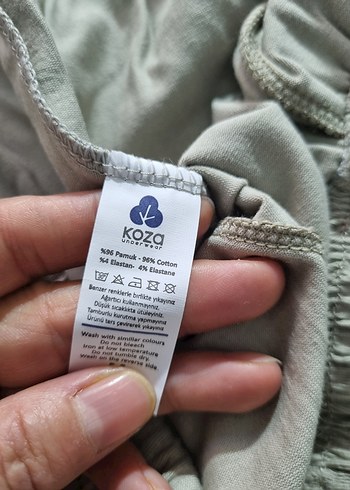 KOZA
underwear
%96 Pamuk - 96% Cotton
%4 Elastan- 4% Elastane
Benzer renklerle birlikte yıkayınız
Ağartıcı kullanmayınız.
Düşük sıcaklıkta ütüleyiniz.
Tamburlu kurutma yapmayınız
Ürünü ters çevirerek yıkayınız.
Wash with similar colours
Do not bleach
Iron at low temperature
Do not tumble dry.
Wash on the reverse side